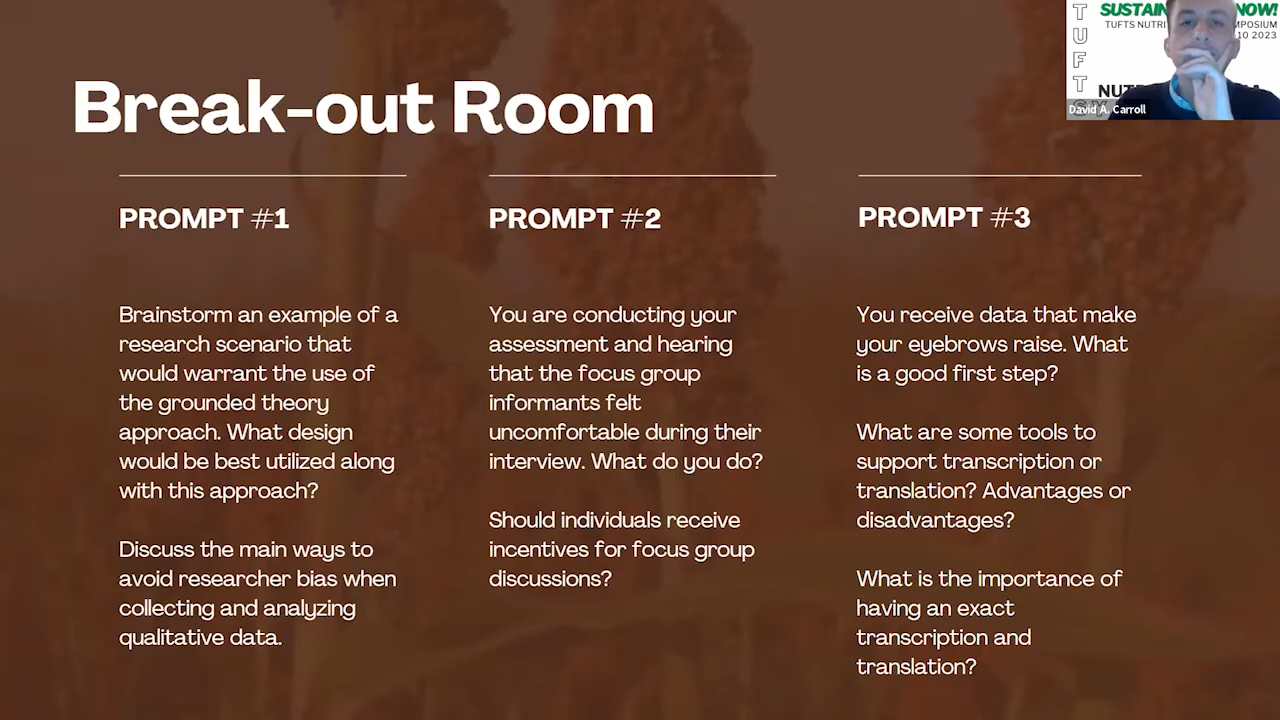 Break-out Room
PROMPT #1
Brainstorm an example of a
research scenario that
would warrant the use of
the grounded theory
approach. What design
would be best utilized along
with this approach?
Discuss the main ways to
avoid researcher bias when
collecting and analyzing
qualitative data.
PROMPT #2
You are conducting your
assessment and hearing
that the focus group
informants felt
uncomfortable during their
interview. What do you do?
Should individuals receive
incentives for focus group
discussions?
PROMPT #3
You receive data that make
your eyebrows raise. What
is a good first step?
What are some tools to
support transcription or
translation? Advantages or
disadvantages?
What is the importance of
having an exact
transcription and
translation?
TUFTS
NOW!
TUFTS
10 2023
David A. Carroll